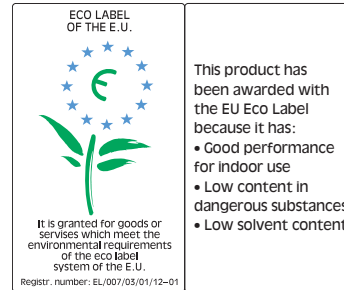 ECO LABEL
OF THE E.U.
It is granted for goods or
servises which meet the
environmental requirements
of the eco label
system of the E.U.
Registr. number: EL/007/03/01/12-01
This product has
been awarded with
the EU Eco Label
because it has:
• Good performance
for indoor use
• Low content in
dangerous substances
• Low solvent content